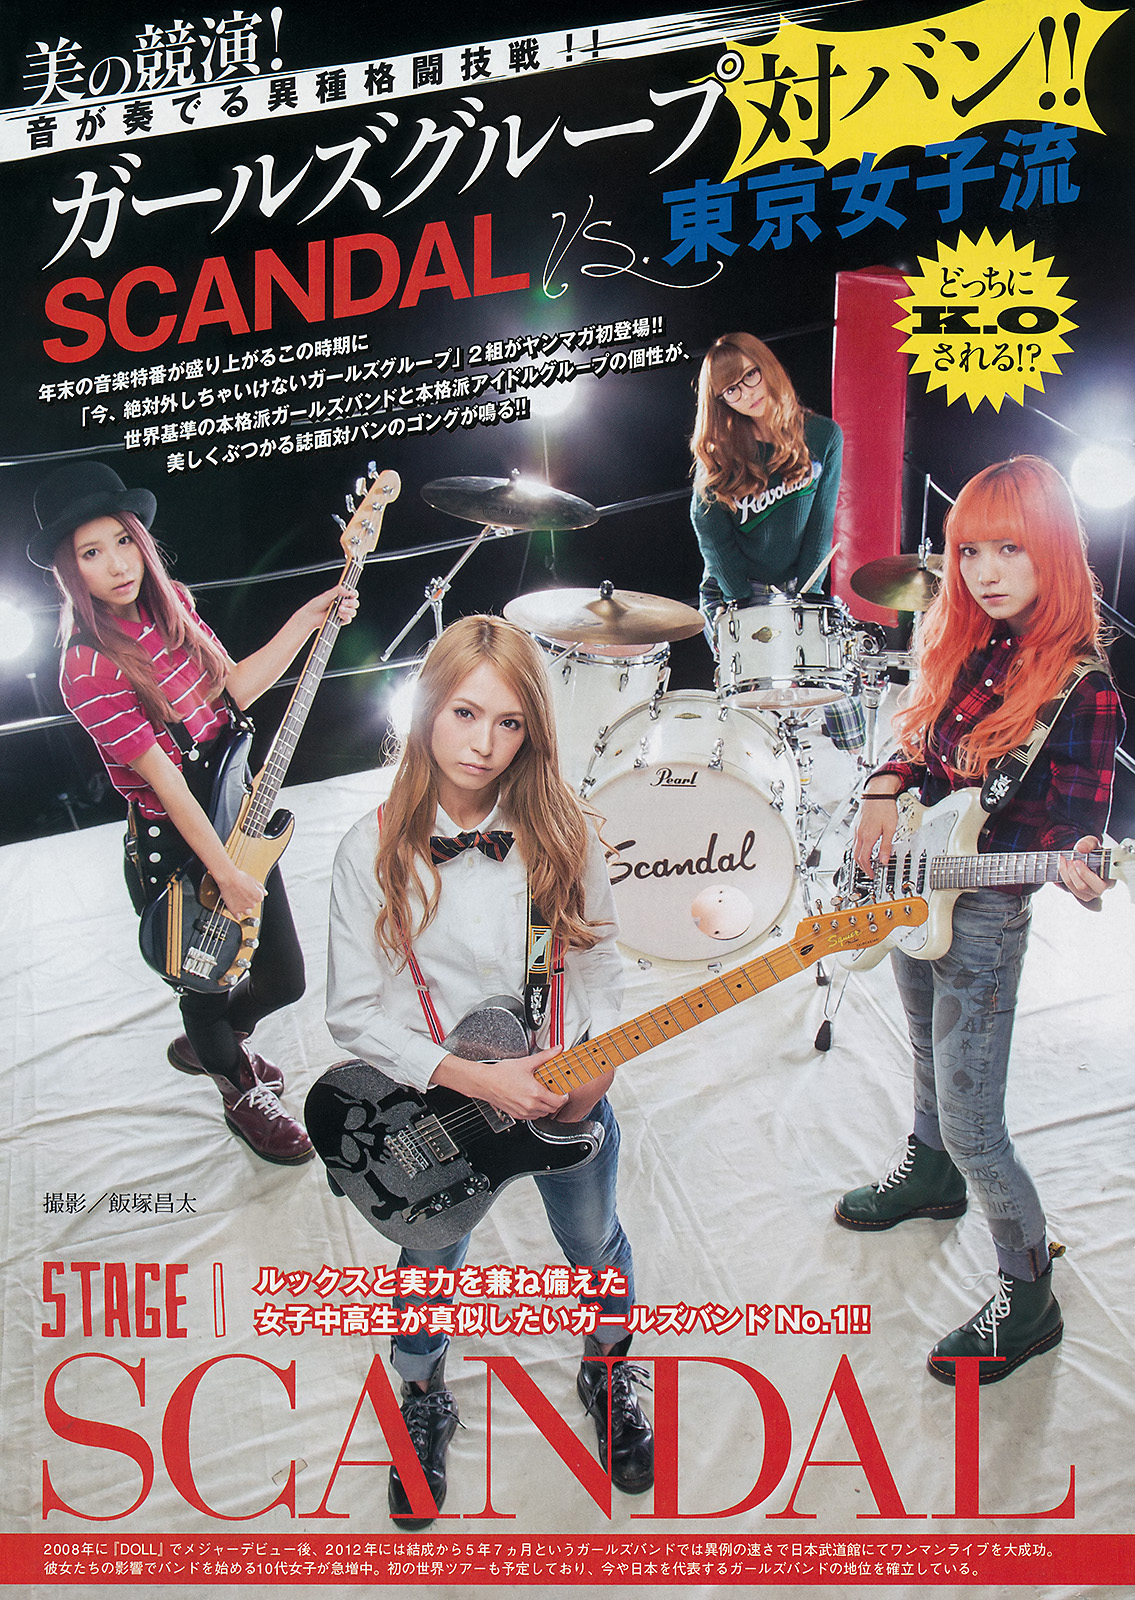 美の競演!
音が奏でる異種格闘技戦!!
ガールズグループ対バン!!
SCANDAL VS. 東京女子流
どっちに
K.O
される!?
年末の音楽特番が盛り上がるこの時期に
「今、絶対外しちゃいけないガールズグループ」2組がヤンマガ初登場!!
世界基準の本格派ガールズバンドと本格派アイドルグループの個性が、
美しくぶつかる誌面対バンのゴングが鳴る!!
Revolution
Pearl
Scandal
Squier
撮影／飯塚昌太
STAGE 1
ルックスと実力を兼ね備えた
女子中高生が真似したいガールズバンドNo.1!!
SCANDAL
2008年に『DOLL』でメジャーデビュー後、2012年には結成から5年7ヵ月というガールズバンドでは異例の速さで日本武道館にてワンマンライブを大成功。
彼女たちの影響でバンドを始める10代女子が急増中。初の世界ツアーも予定しており、今や日本を代表するガールズバンドの地位を確立している。